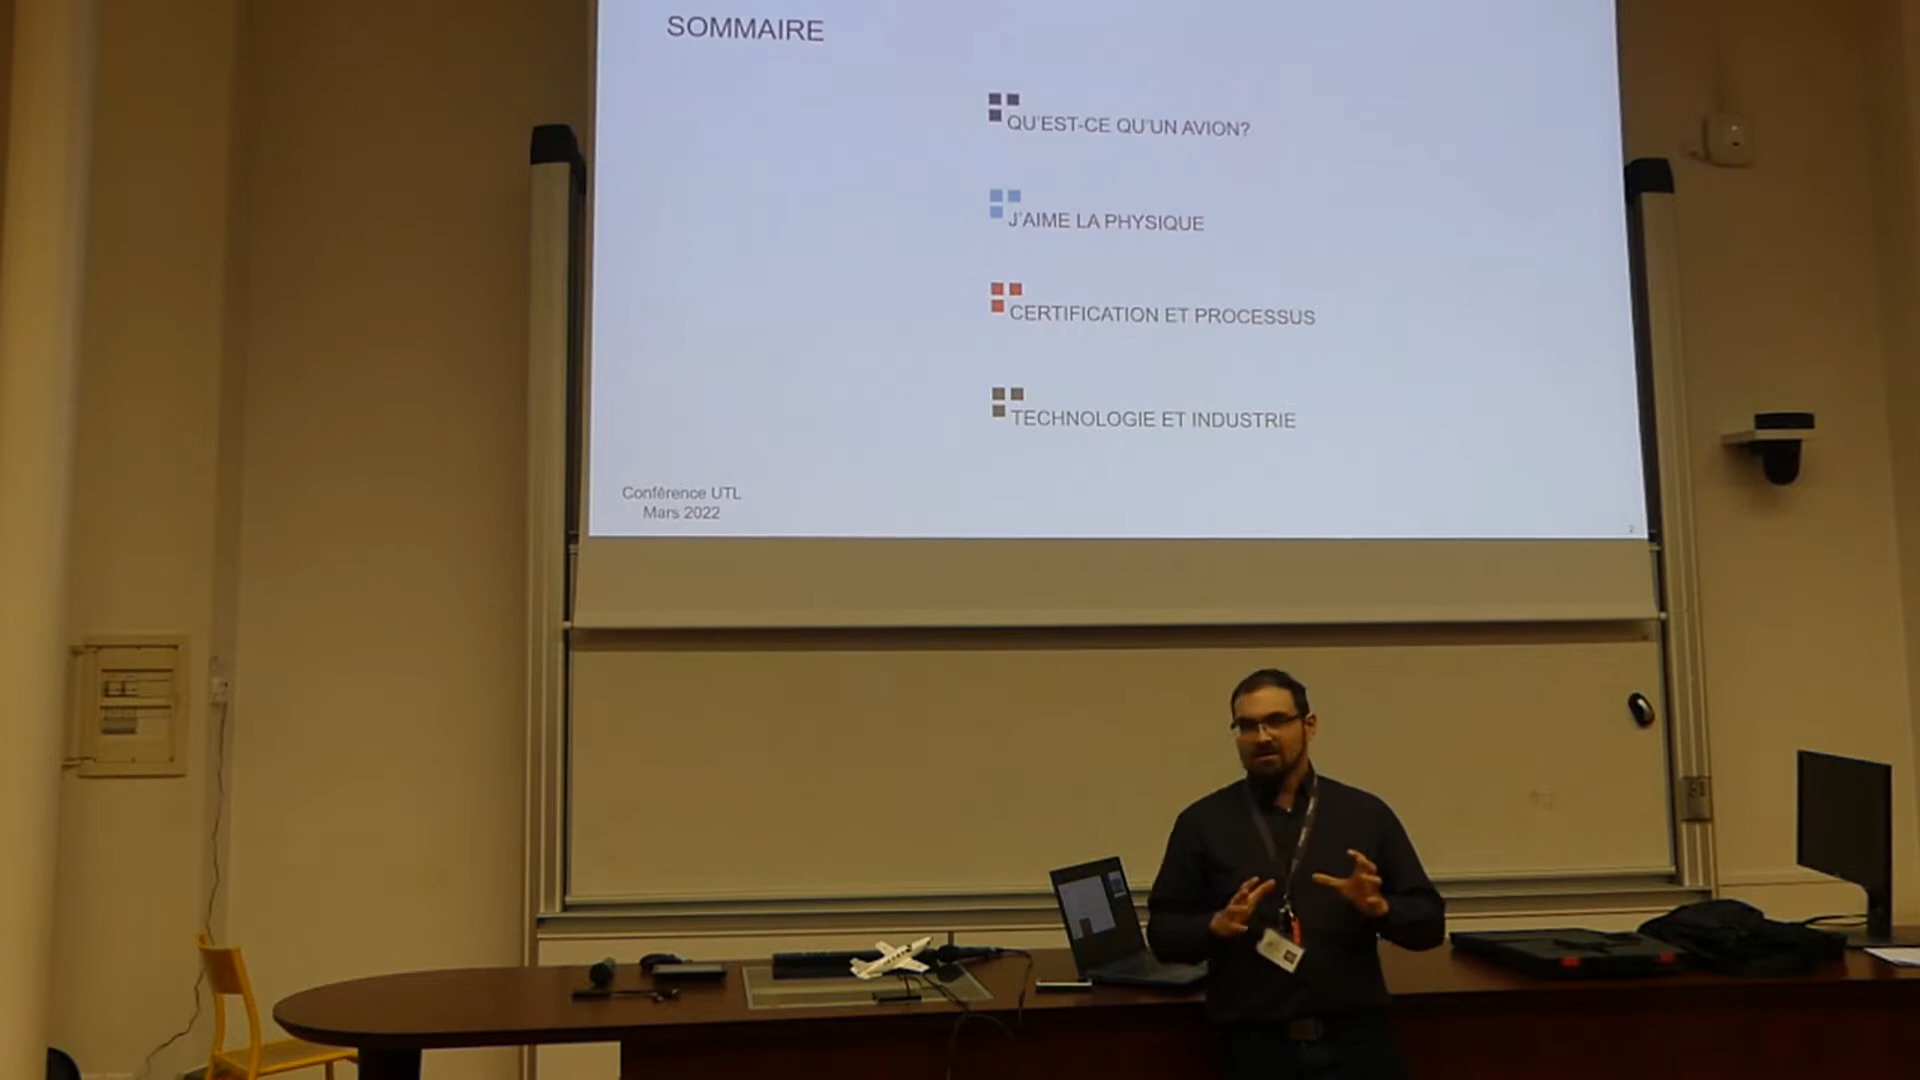 SOMMAIRE
QU'EST-CE QU'UN AVION?
J'AIME LA PHYSIQUE
CERTIFICATION ET PROCESSUS
TECHNOLOGIE ET INDUSTRIE
Conférence UTL
Mars 2022
2